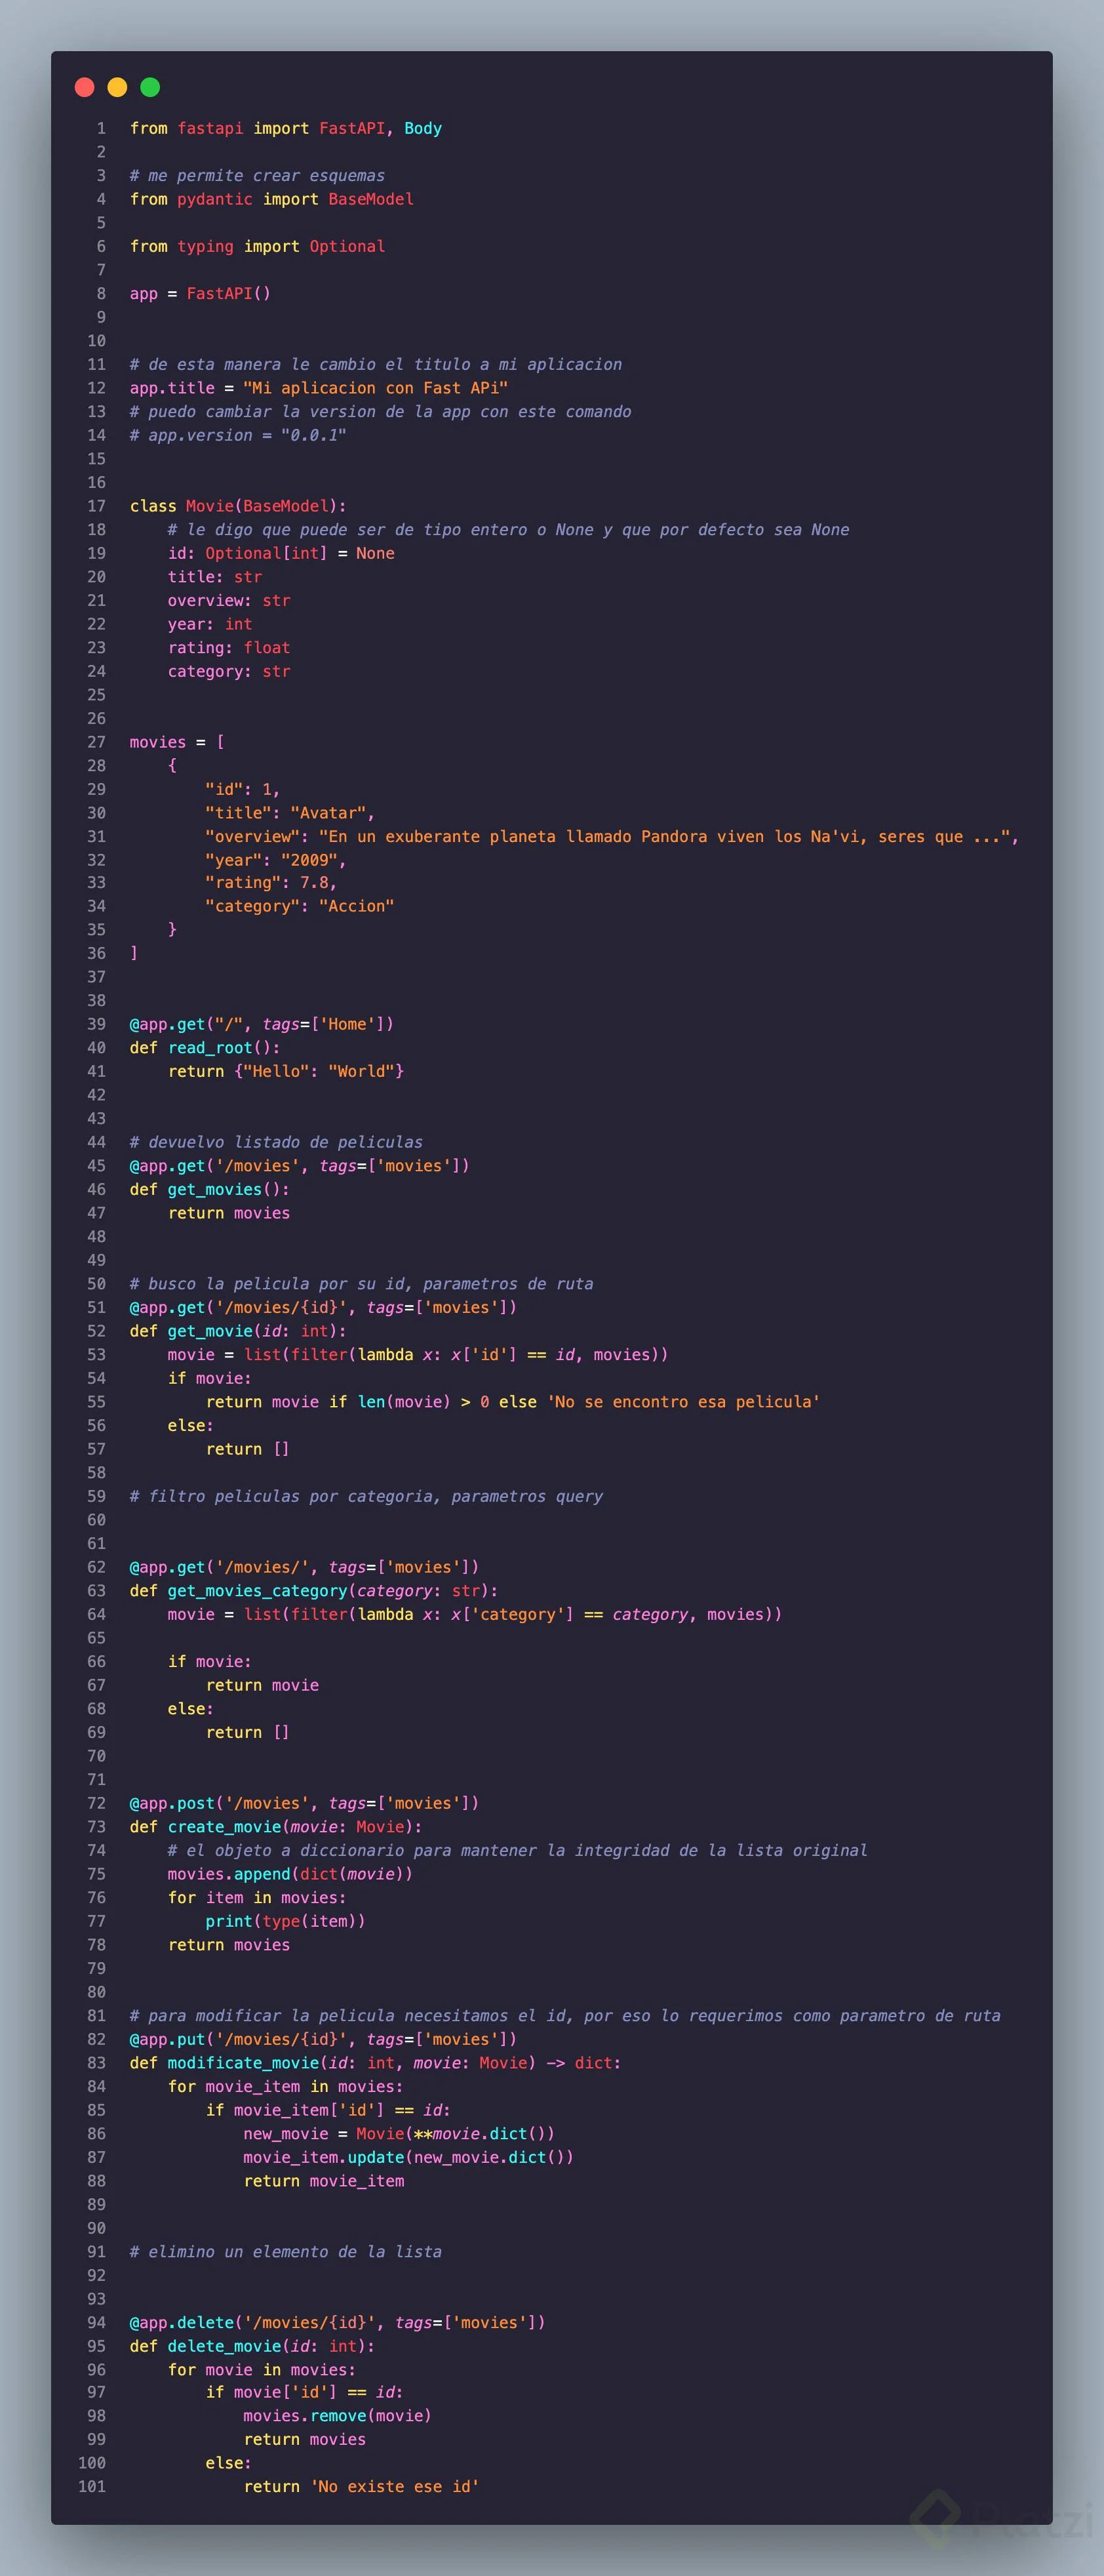 1 from fastapi import FastAPI, Body
2
3 # me permite crear esquemas
4 from pydantic import BaseModel
5
6 from typing import Optional
7
8 app = FastAPI()
9
10
11 # de esta manera le cambio el titulo a mi aplicacion
12 app.title = "Mi aplicacion con Fast APi"
13 # puedo cambiar la version de la app con este comando
14 # app.version = "0.0.1"
15
16
17 class Movie(BaseModel):
18     # le digo que puede ser de tipo entero o None y que por defecto sea None
19     id: Optional[int] = None
20     title: str
21     overview: str
22     year: int
23     rating: float
24     category: str
25
26
27 movies = [
28     {
29         "id": 1,
30         "title": "Avatar",
31         "overview": "En un exuberante planeta llamado Pandora viven los Na'vi, seres que ...",
32         "year": "2009",
33         "rating": 7.8,
34         "category": "Accion"
35     }
36 ]
37
38
39 @app.get("/", tags=['Home'])
40 def read_root():
41     return {"Hello": "World"}
42
43
44 # devuelvo listado de peliculas
45 @app.get('/movies', tags=['movies'])
46 def get_movies():
47     return movies
48
49
50 # busco la pelicula por su id, parametros de ruta
51 @app.get('/movies/{id}', tags=['movies'])
52 def get_movie(id: int):
53     movie = list(filter(lambda x: x['id'] == id, movies))
54     if movie:
55         return movie if len(movie) > 0 else 'No se encontro esa pelicula'
56     else:
57         return []
58
59 # filtro peliculas por categoria, parametros query
60
61
62 @app.get('/movies/', tags=['movies'])
63 def get_movies_category(category: str):
64     movie = list(filter(lambda x: x['category'] == category, movies))
65
66     if movie:
67         return movie
68     else:
69         return []
70
71
72 @app.post('/movies', tags=['movies'])
73 def create_movie(movie: Movie):
74     # el objeto a diccionario para mantener la integridad de la lista original
75     movies.append(dict(movie))
76     for item in movies:
77         print(type(item))
78     return movies
79
80
81 # para modificar la pelicula necesitamos el id, por eso lo requerimos como parametro de ruta
82 @app.put('/movies/{id}', tags=['movies'])
83 def modificate_movie(id: int, movie: Movie) -> dict:
84     for movie_item in movies:
85         if movie_item['id'] == id:
86             new_movie = Movie(**movie.dict())
87             movie_item.update(new_movie.dict())
88             return movie_item
89
90
91 # elimino un elemento de la lista
92
93
94 @app.delete('/movies/{id}', tags=['movies'])
95 def delete_movie(id: int):
96     for movie in movies:
97         if movie['id'] == id:
98             movies.remove(movie)
99             return movies
100         else:
101             return 'No existe ese id'
Platzi